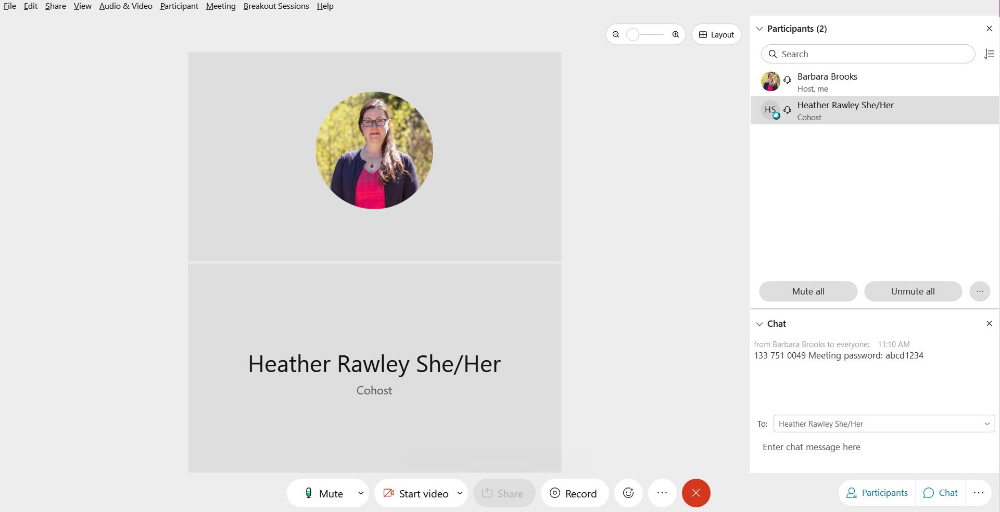 File Edit Share View Audio & Video Participant Meeting Breakout Sessions Help
Layout
Heather Rawley She/Her
Cohost
Mute
Start video
Share
Record
Participants (2)
Search
Barbara Brooks
Host, me
HS
Heather Rawley She/Her
Cohost
Mute all
Unmute all
Chat
from Barbara Brooks to everyone: 11:10 AM
133 751 0049 Meeting password: abcd1234
To: Heather Rawley She/Her
Enter chat message here
Participants
Chat